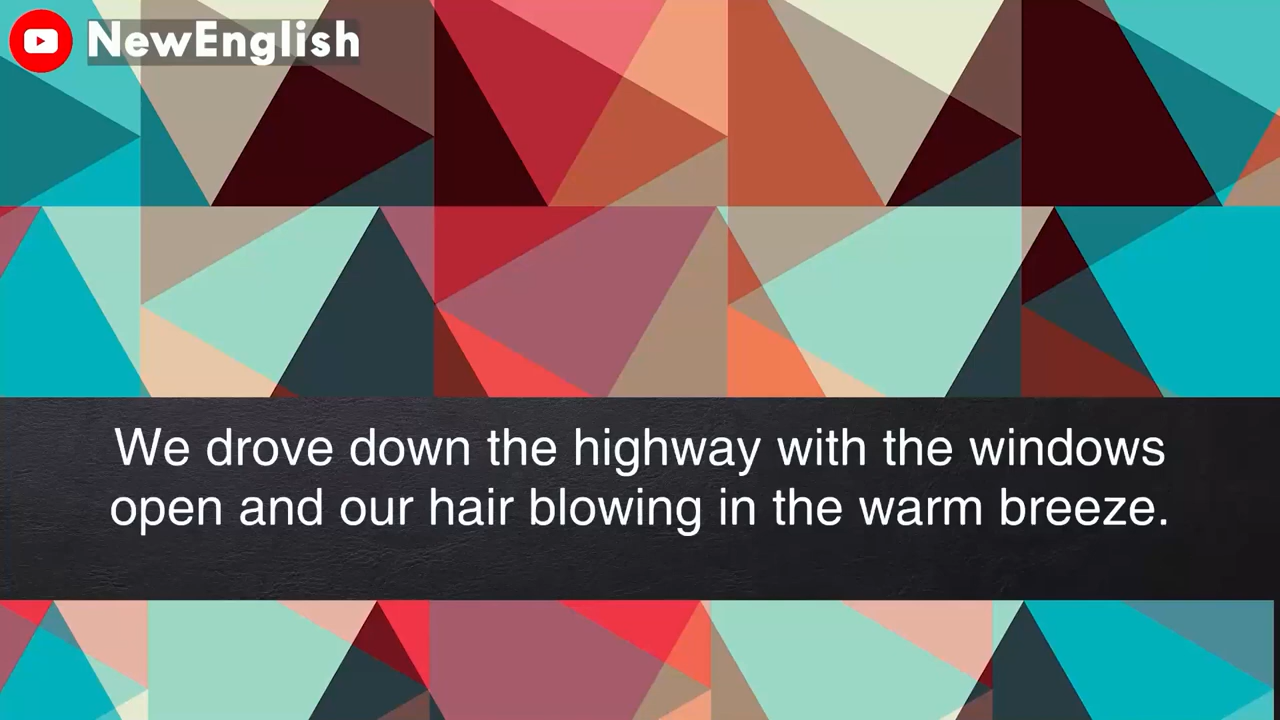 NewEnglish
We drove down the highway with the windows
open and our hair blowing in the warm breeze.